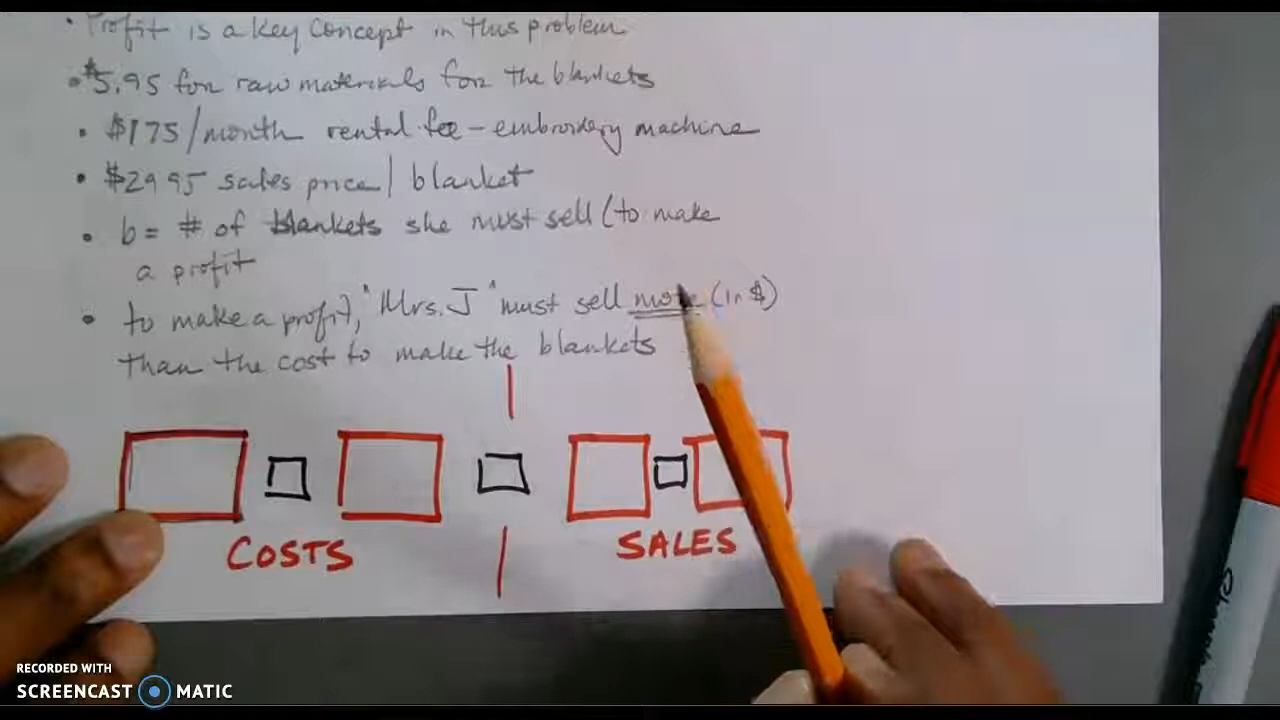 • Profit is a key concept in this problem
• $5.95 for raw materials for the blankets
• $175/month rental fee - embroidery machine
• $29.95 sales price/blanket
• b = # of blankets she must sell (to make
a profit
• to make a profit, "Mrs. J" must sell more (in $)
than the cost to make the blankets
COSTS
SALES
RECORDED WITH
SCREENCAST MATIC